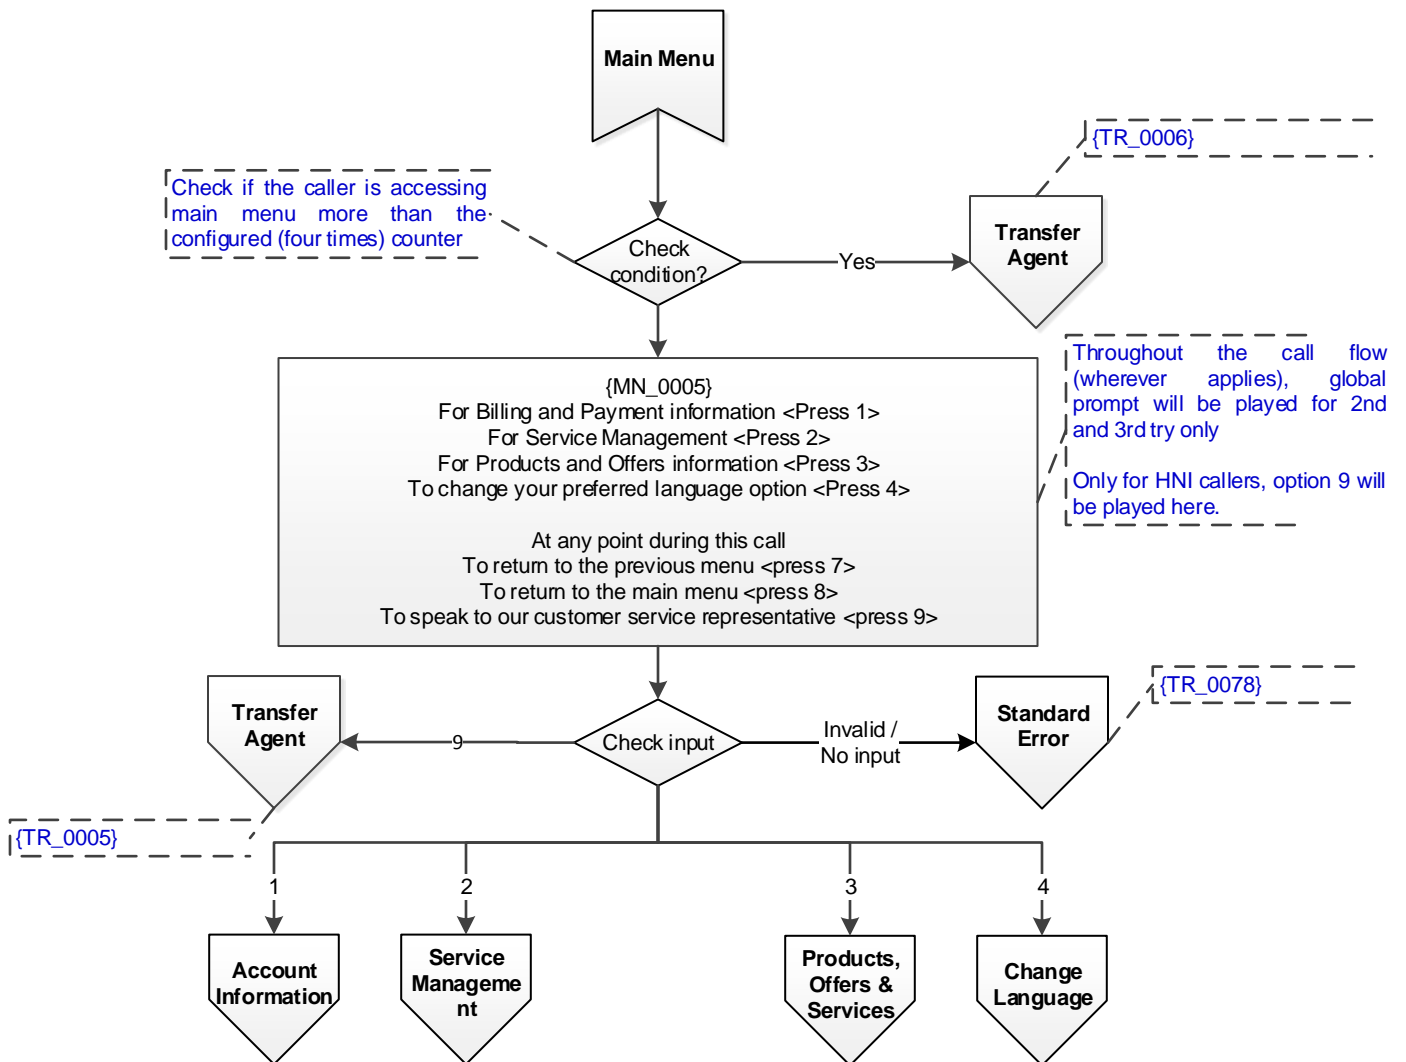 Main Menu
{TR_0006}
Check if the caller is accessing
main menu more than the
configured (four times) counter
Transfer
Agent
Check
condition?
Yes
Throughout the call flow
(wherever applies), global
prompt will be played for 2nd
and 3rd try only
Only for HNI callers, option 9 will
be played here.
{MN_0005}
For Billing and Payment information <Press 1>
For Service Management <Press 2>
For Products and Offers information <Press 3>
To change your preferred language option <Press 4>
At any point during this call
To return to the previous menu <press 7>
To return to the main menu <press 8>
To speak to our customer service representative <press 9>
{TR_0078}
Transfer
Agent
9
Check input
Invalid /
No input
Standard
Error
{TR_0005}
1
2
3
4
Account
Information
Service
Manageme
nt
Products,
Offers &
Services
Change
Language